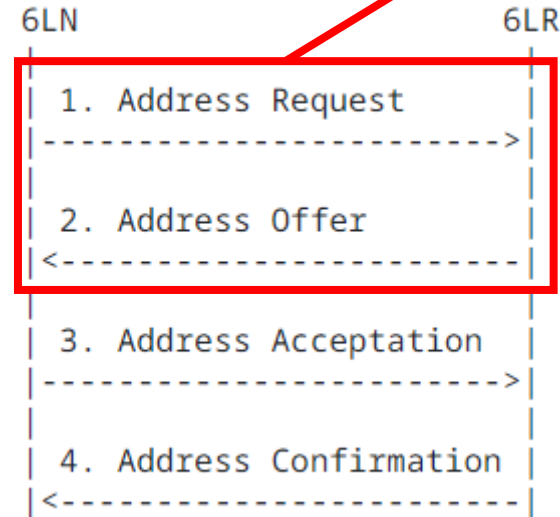 6LN 6LR
1. Address Request
2. Address Offer
3. Address Acceptation
4. Address Confirmation